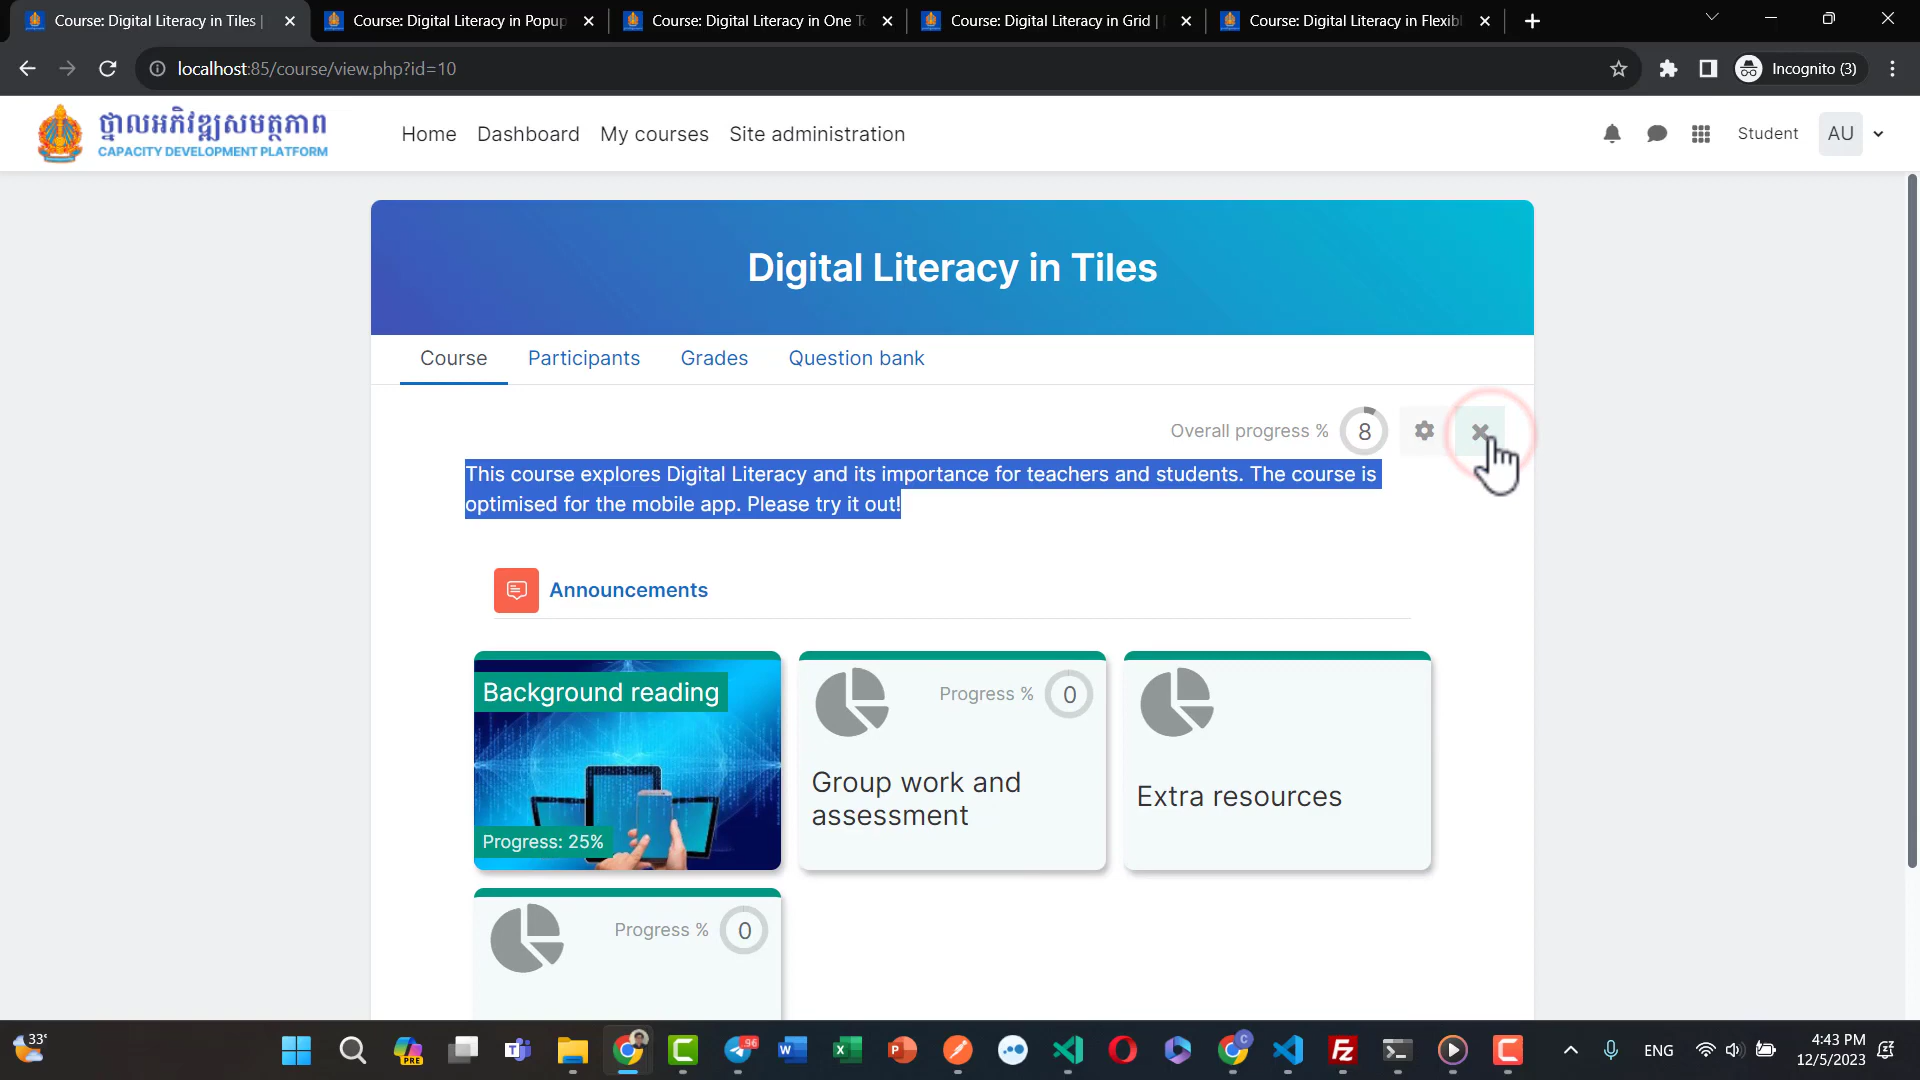 Course: Digital Literacy in Tiles |
Course: Digital Literacy in Popup
Course: Digital Literacy in One To
Course: Digital Literacy in Grid |
Course: Digital Literacy in Flexibl
localhost:85/course/view.php?id=10
Incognito (3)
ថ្នាលអភិវឌ្ឍសមត្ថភាព
CAPACITY DEVELOPMENT PLATFORM
Home
Dashboard
My courses
Site administration
Student
AU
Digital Literacy in Tiles
Course
Participants
Grades
Question bank
Overall progress %
8
This course explores Digital Literacy and its importance for teachers and students. The course is
optimised for the mobile app. Please try it out!
Announcements
Background reading
Progress: 25%
Progress %
0
Group work and
assessment
Extra resources
Progress %
0
33°
PRE
96
C
ENG
4:43 PM
12/5/2023